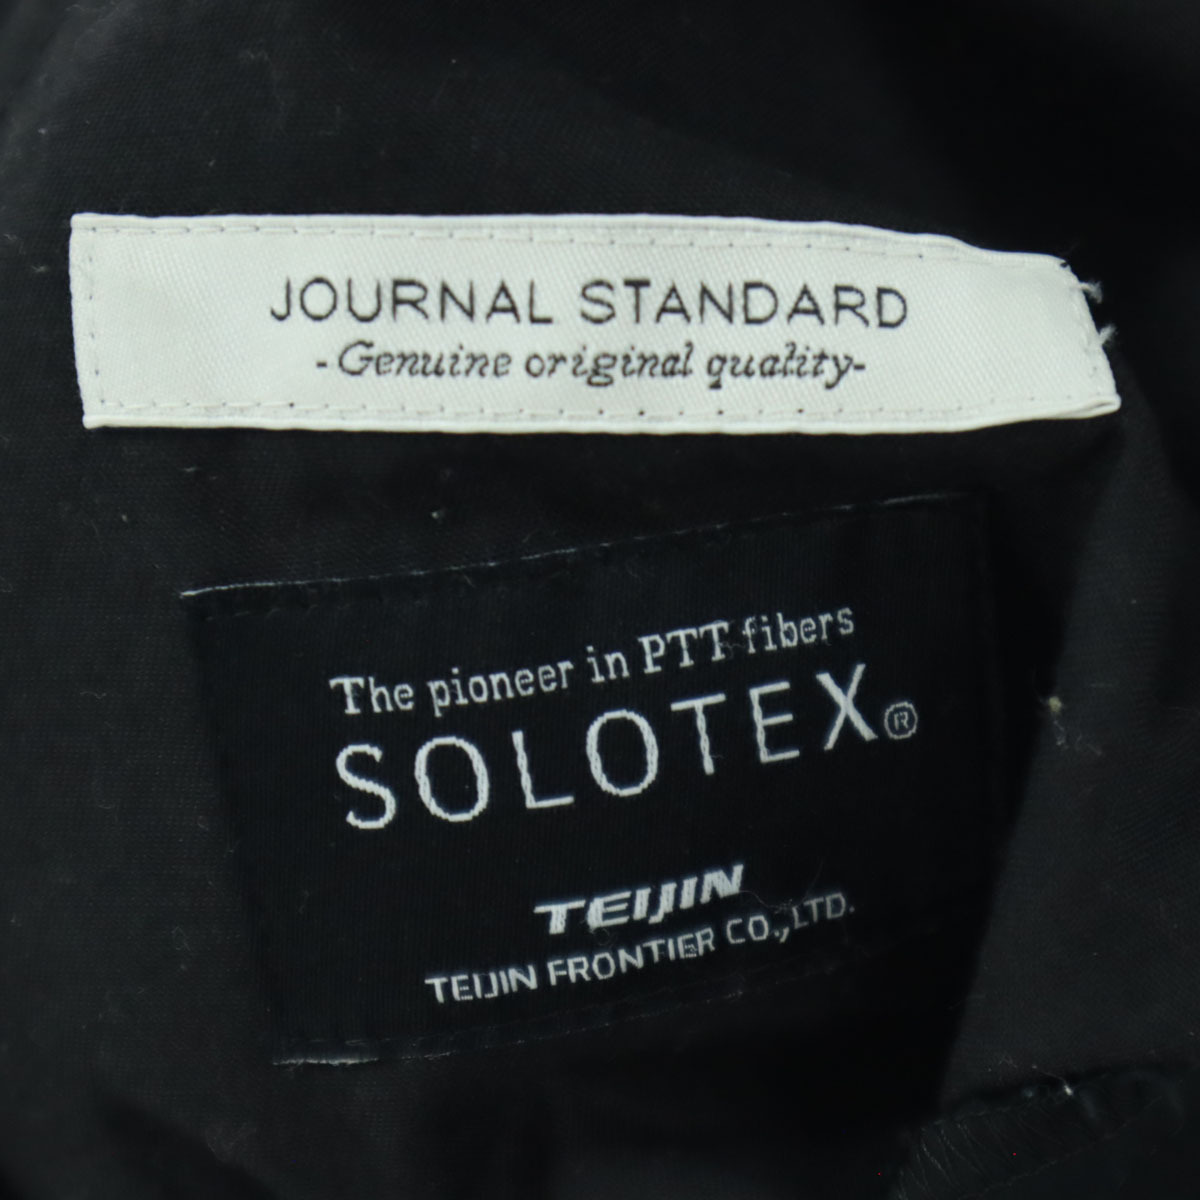 JOURNAL STANDARD
-Genuine original quality-
The pioneer in PTT fibers
SOLOTEX®
TEIJIN
TEIJIN FRONTIER CO.,LTD.